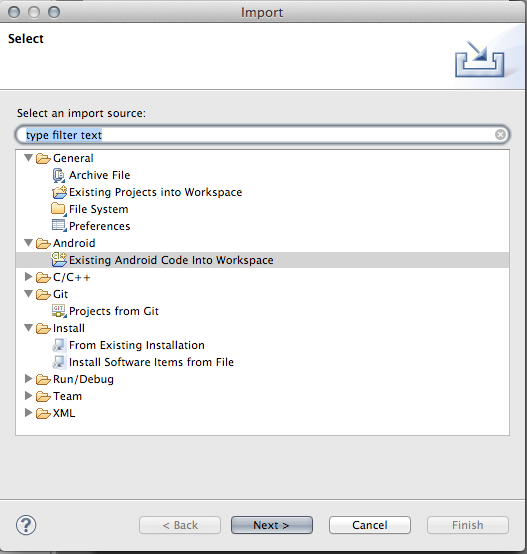 Import
Select
Select an import source:
type filter text
General
Archive File
Existing Projects into Workspace
File System
Preferences
Android
Existing Android Code Into Workspace
C/C++
Git
GIT
Projects from Git
Install
From Existing Installation
Install Software Items from File
Run/Debug
Team
XML
?
< Back
Next >
Cancel
Finish